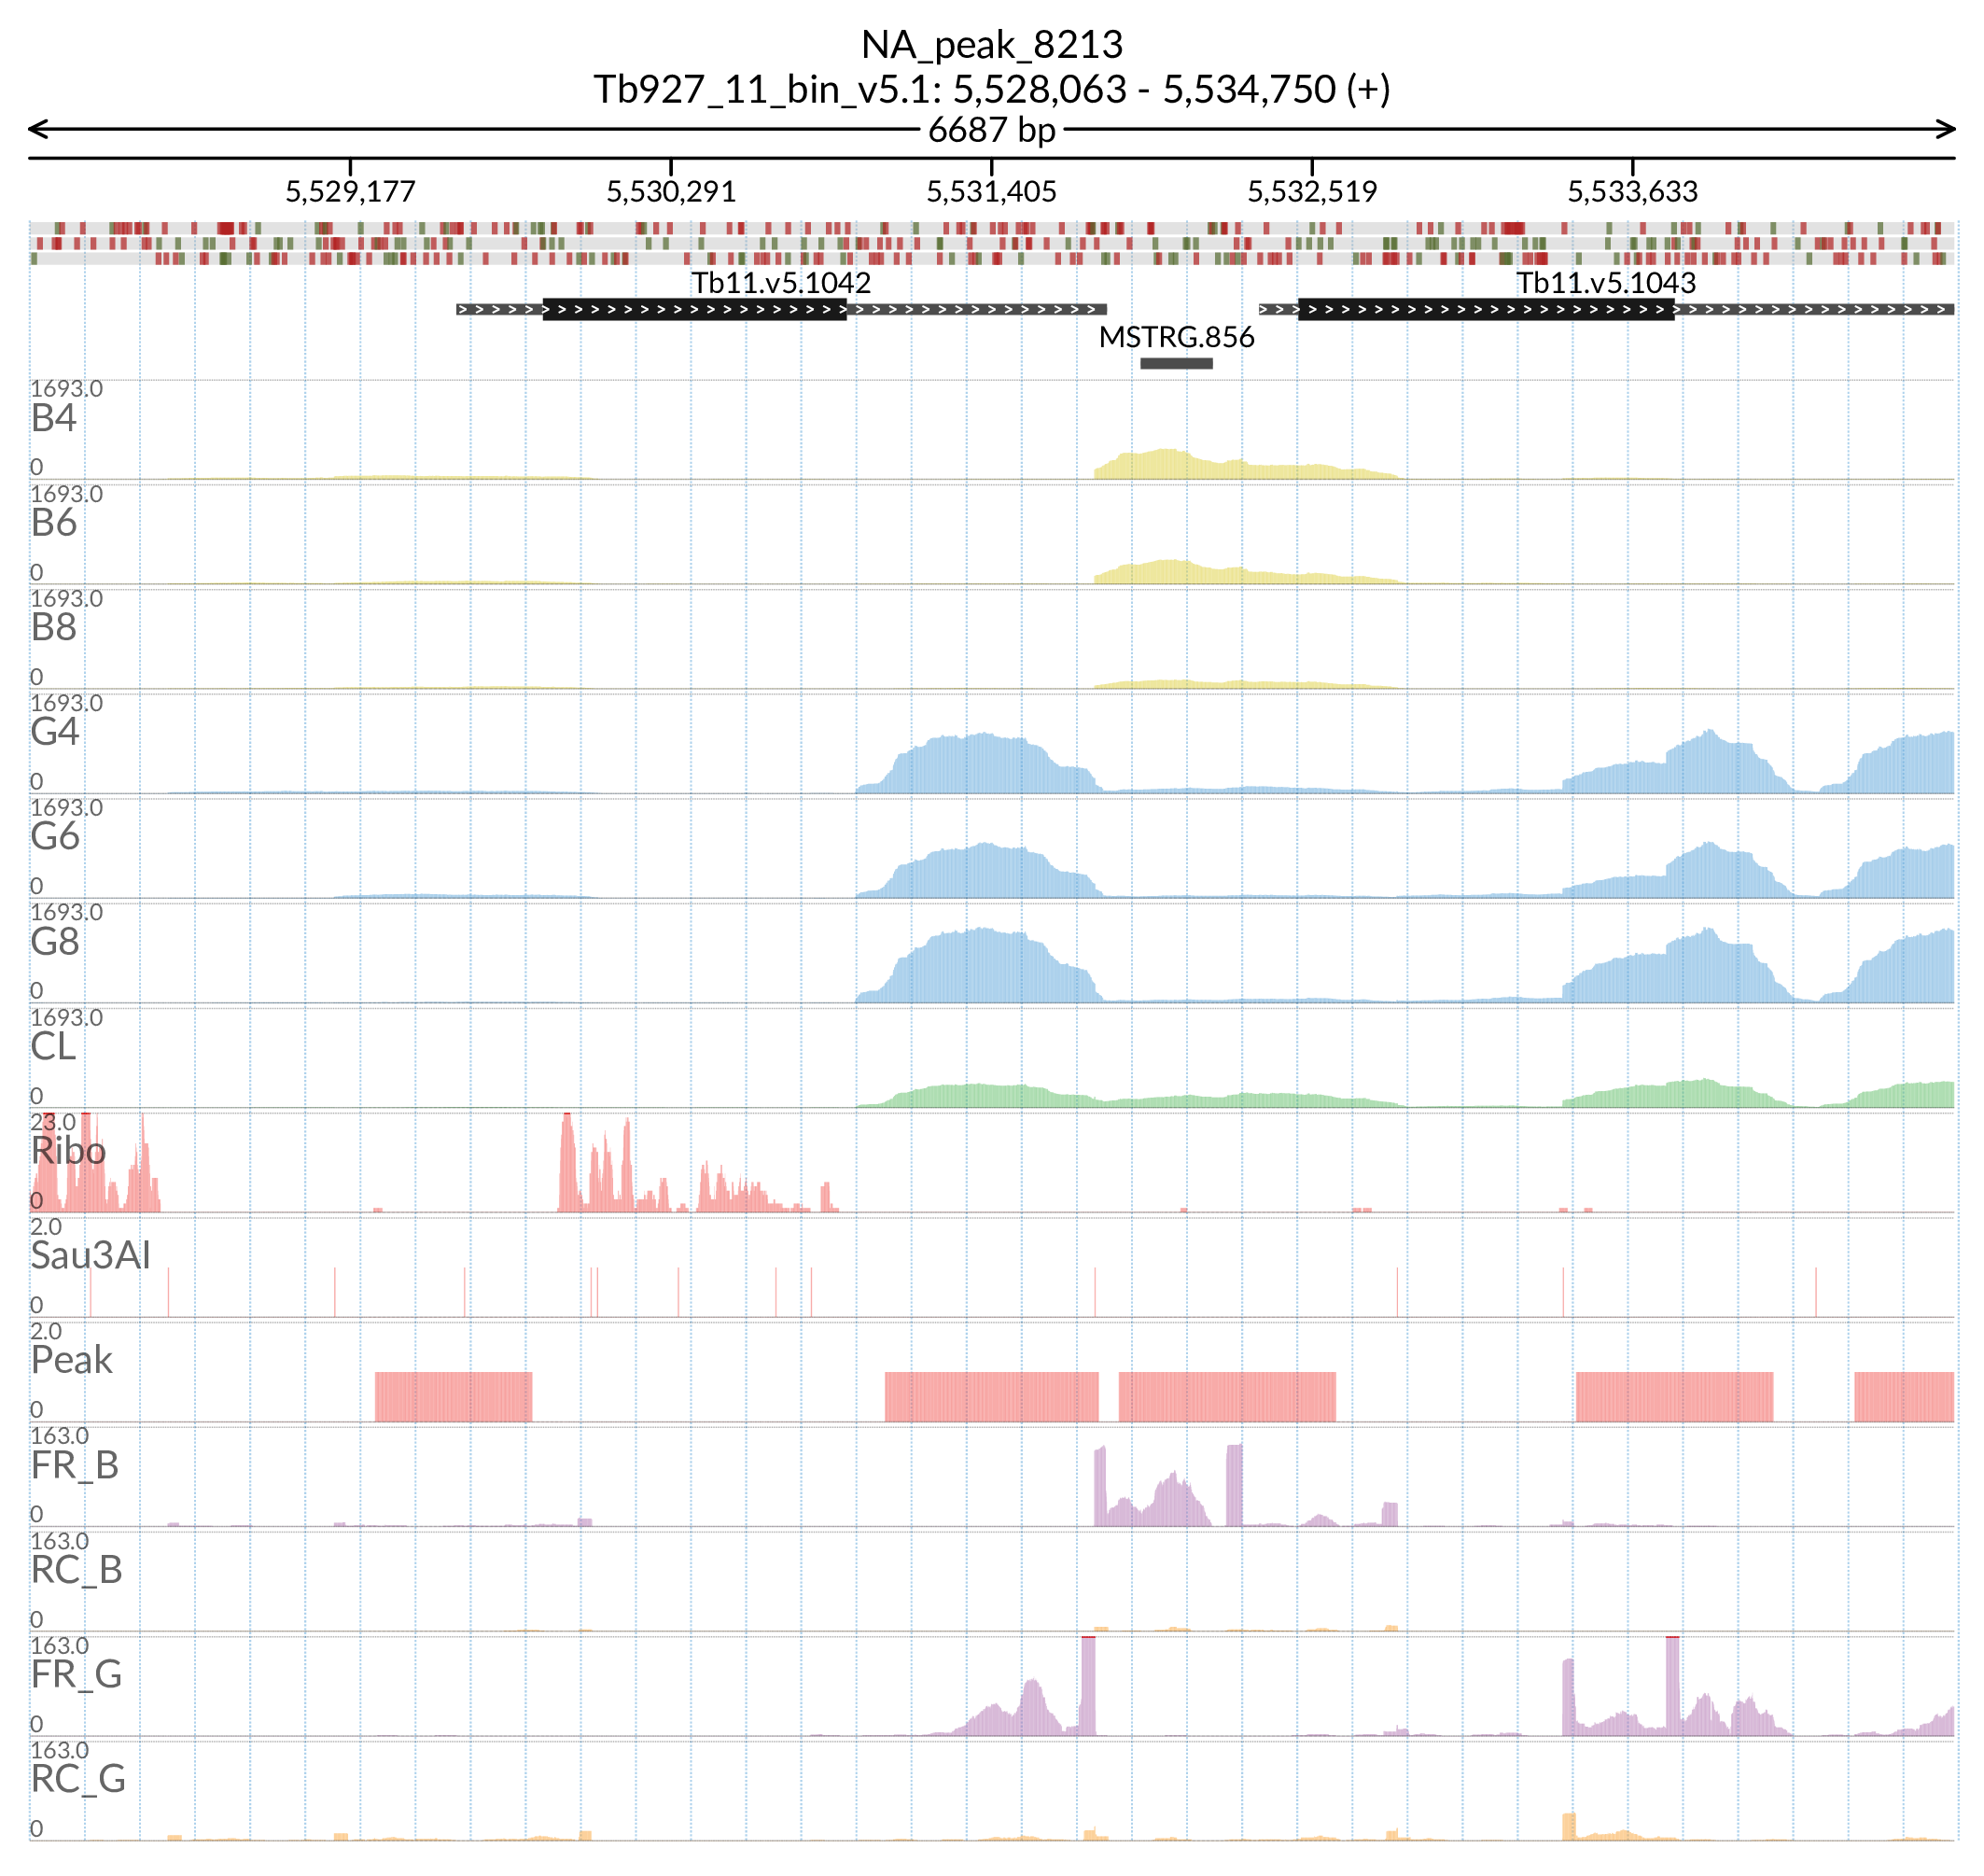 NA_peak_8213
Tb927_11_bin_v5.1: 5,528,063 - 5,534,750 (+)
6687 bp
5,529,177 5,530,291 5,531,405 5,532,519 5,533,633
Tb11.v5.1042 Tb11.v5.1043
MSTRG.856
1693.0
B4
0
1693.0
B6
0
1693.0
B8
0
1693.0
G4
0
1693.0
G6
0
1693.0
G8
0
1693.0
CL
0
23.0
Ribo
0
2.0
Sau3AI
0
2.0
Peak
0
163.0
FR_B
0
163.0
RC_B
0
163.0
FR_G
0
163.0
RC_G
0